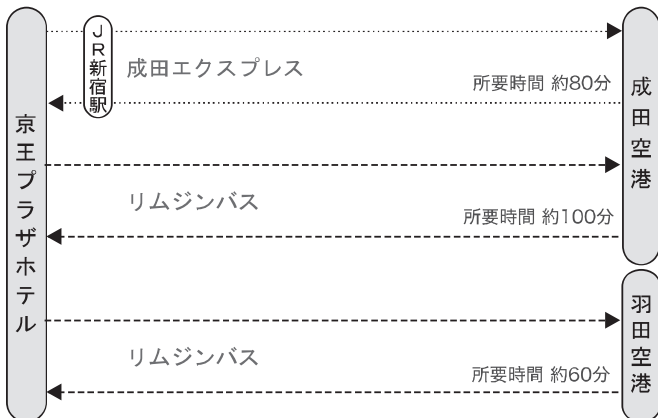 京王プラザホテル
JR新宿駅
成田エクスプレス
所要時間 約80分
成田空港
リムジンバス
所要時間 約100分
リムジンバス
所要時間 約60分
羽田空港